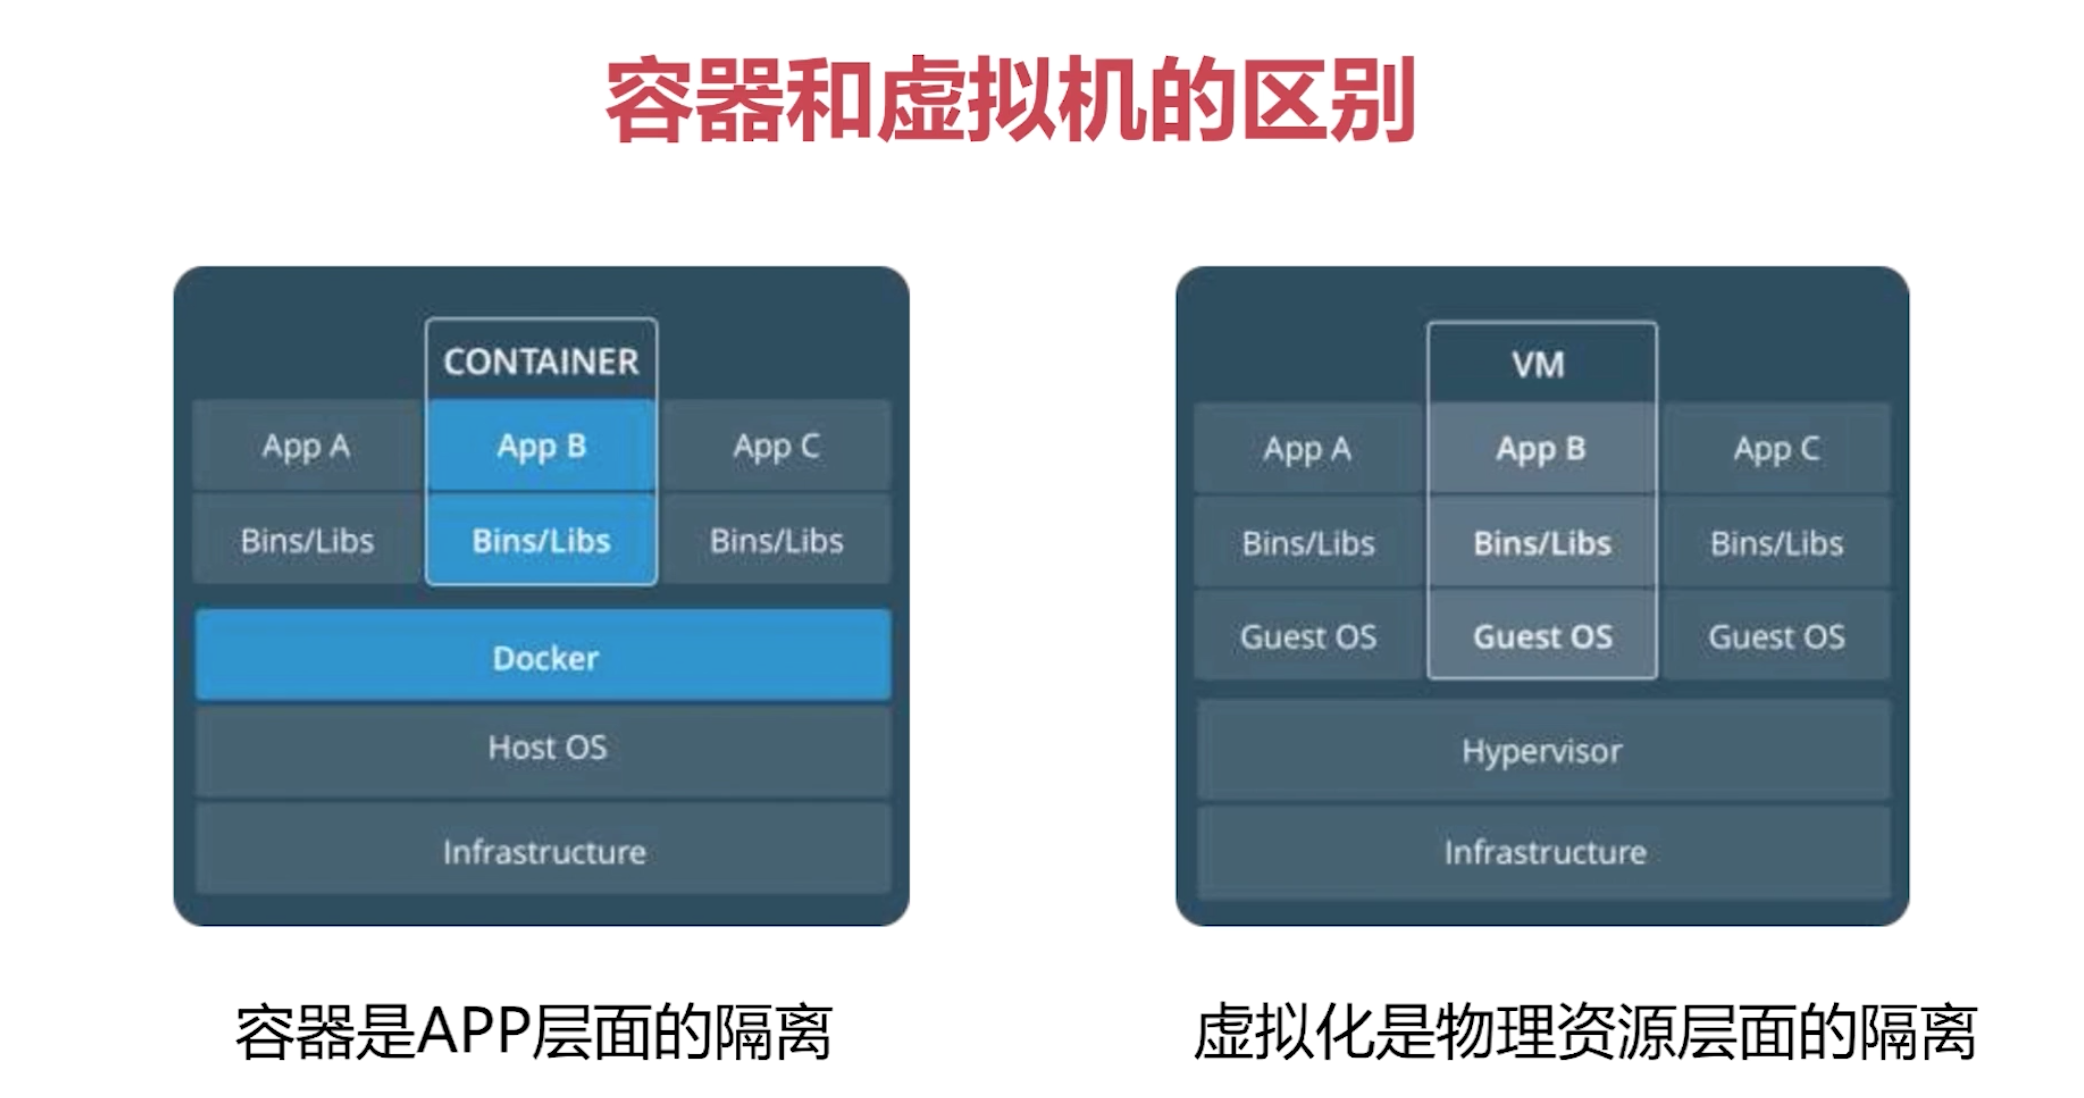 容器和虚拟机的区别
CONTAINER
App A
App B
App C
Bins/Libs
Bins/Libs
Bins/Libs
Docker
Host OS
Infrastructure
容器是APP层面的隔离
VM
App A
App B
App C
Bins/Libs
Bins/Libs
Bins/Libs
Guest OS
Guest OS
Guest OS
Hypervisor
Infrastructure
虚拟化是物理资源层面的隔离